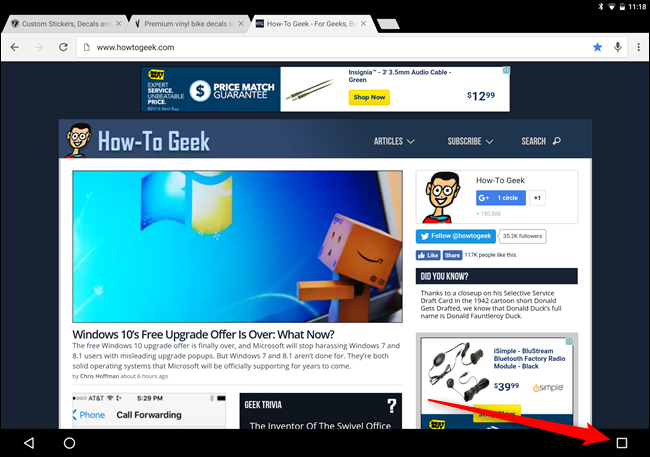 11:18
Custom Stickers, Decals and
Premium vinyl bike decals to
How-To Geek - For Geeks, By
www.howtogeek.com
BEST BUY
EXPERT
SERVICE.
UNBEATABLE
PRICE.
$ PRICE MATCH
GUARANTEE
Insignia™ - 3' 3.5mm Audio Cable -
Green
Shop Now
$12 99
How-To Geek
ARTICLES
SUBSCRIBE
SEARCH
How-To Geek
G+ 1 circle
+1
+ 150,308
Follow @howtogeek
35.2K followers
Like
Share
117K people like this.
DID YOU KNOW?
Thanks to a closeup on his Selective Service
Draft Card in the 1942 cartoon short Donald
Gets Drafted, we know that Donald Duck's full
name is Donald Fauntleroy Duck.
amazon
Windows 10's Free Upgrade Offer Is Over: What Now?
The free Windows 10 upgrade offer is finally over, and Microsoft will stop harassing Windows 7 and
8.1 users with misleading upgrade popups. But Windows 7 and 8.1 aren't done for. They're both
solid operating systems that Microsoft will be officially supporting for years to come.
by Chris Hoffman about 6 hours ago
iSimple - BluStream
Bluetooth Factory Radio
Module - Black
$39 99
isimple
Shop Now
BEST
BUY
AT&T
5:29 PM
Phone
Call Forwarding
GEEK TRIVIA
?
The Inventor Of The Swivel Office